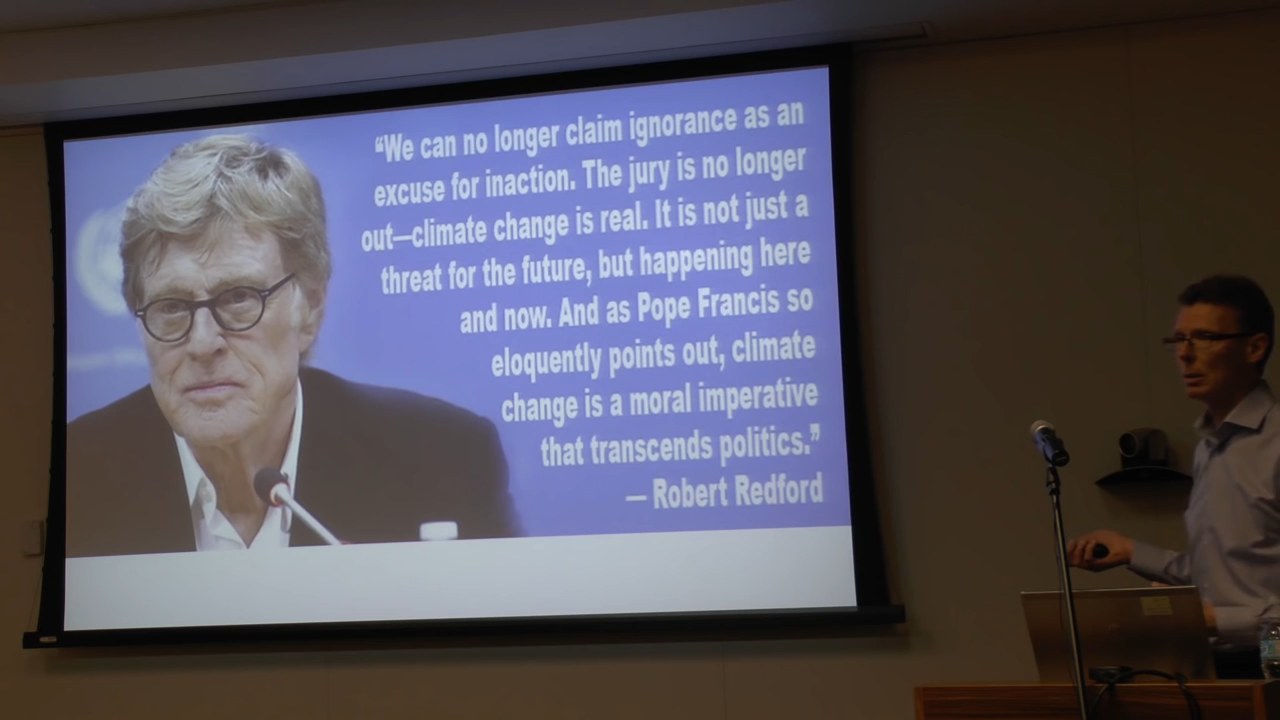 “We can no longer claim ignorance as an
excuse for inaction. The jury is no longer
out—climate change is real. It is not just a
threat for the future, but happening here
and now. And as Pope Francis so
eloquently points out, climate
change is a moral imperative
that transcends politics.”
— Robert Redford